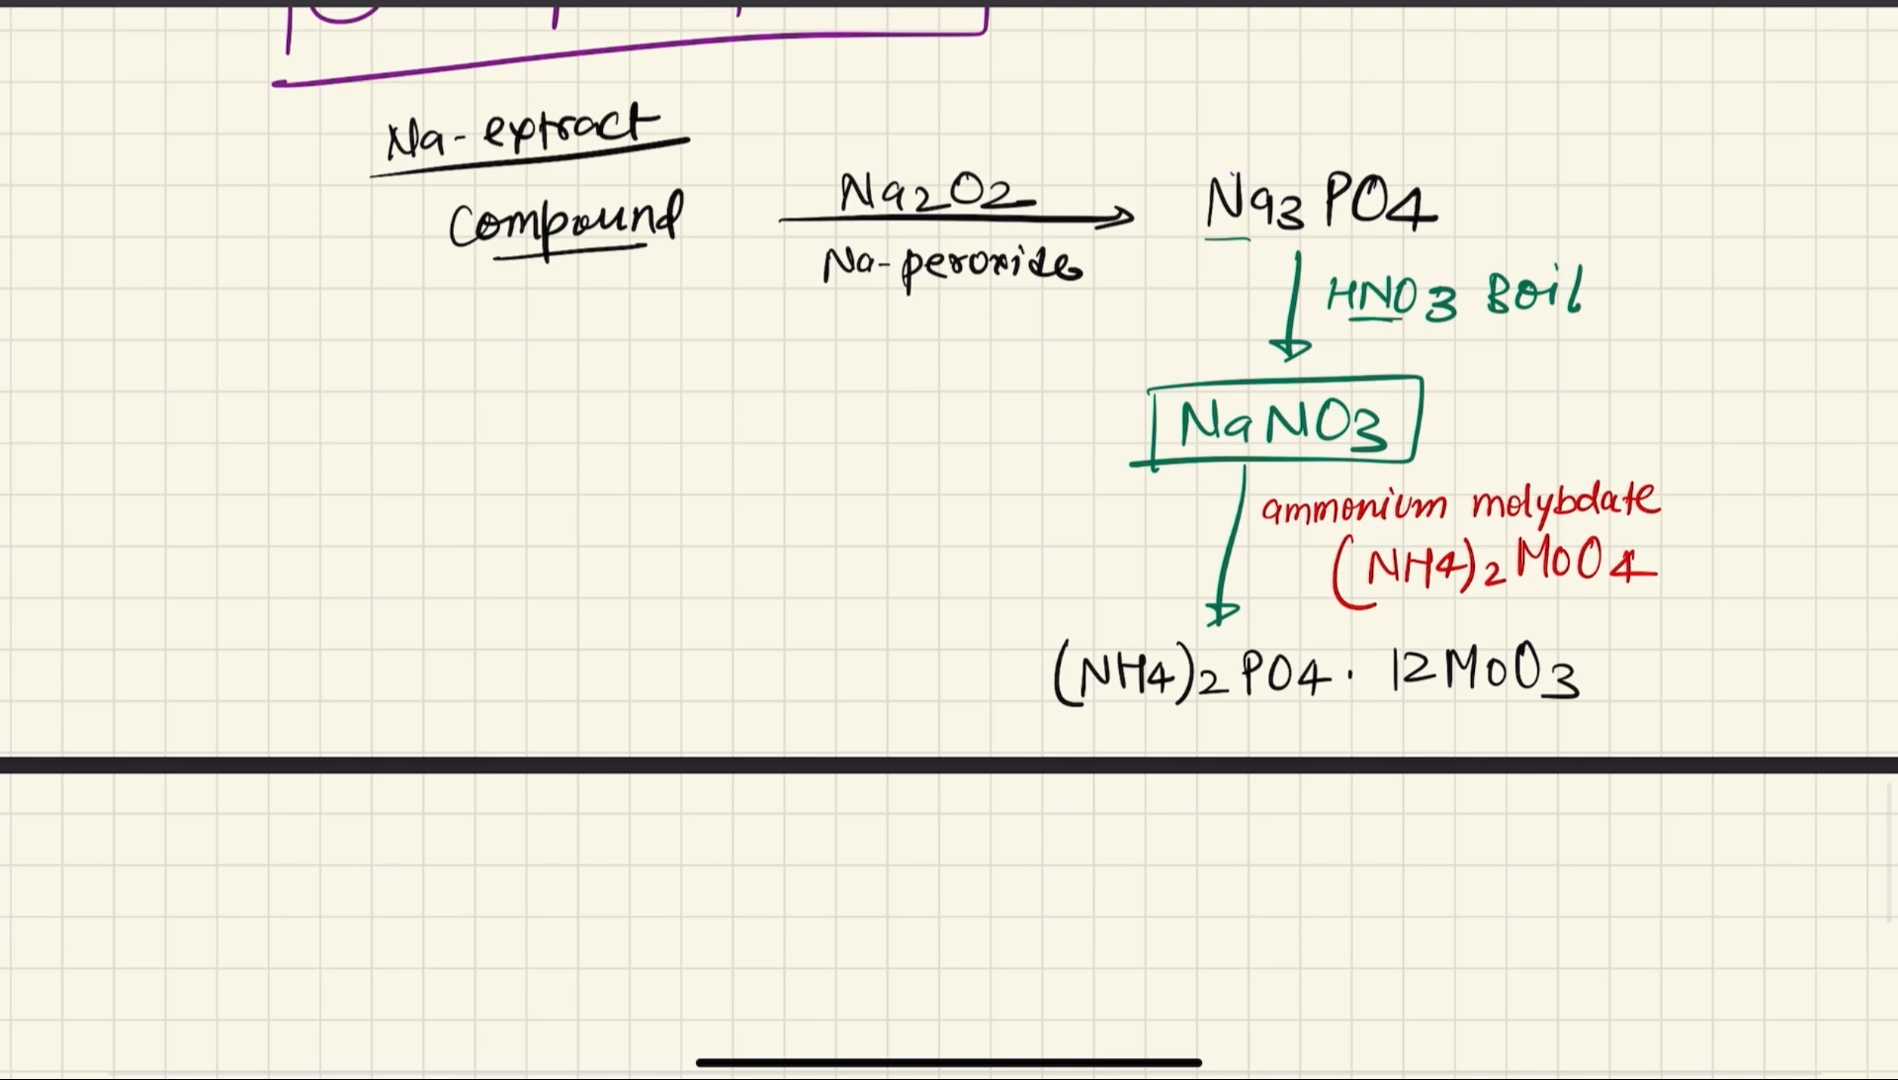 Na-extract
Compound
Na2O2
Na-peroxide
Na3PO4
HNO3 Boil
NaNO3
ammonium molybdate
(NH4)2MoO4
(NH4)2PO4. 12MoO3